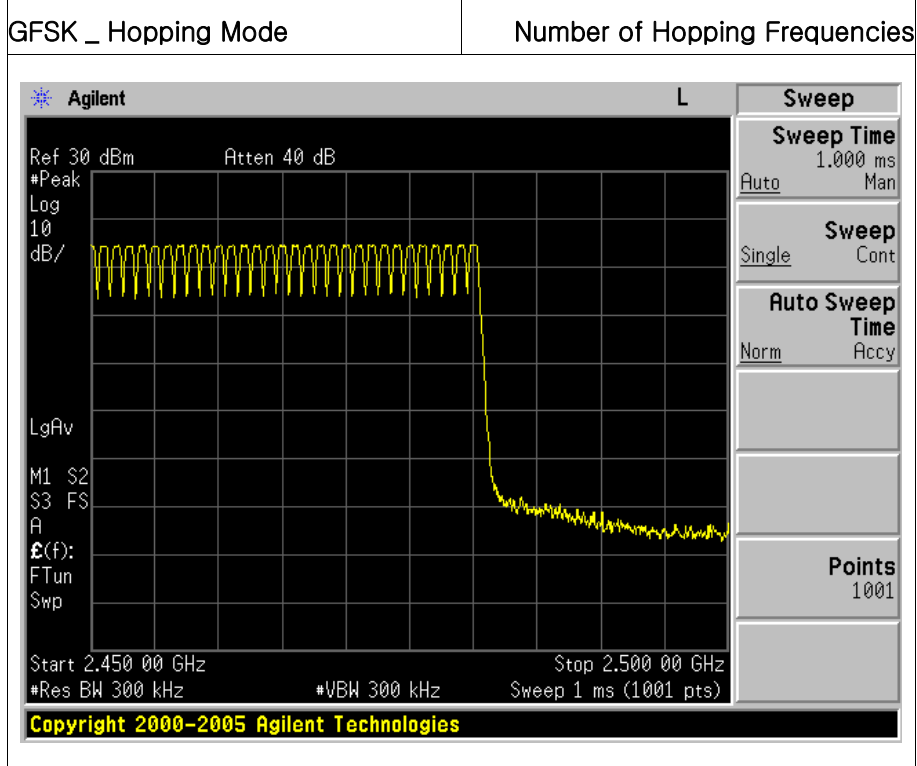 GFSK _ Hopping Mode
Number of Hopping Frequencies
Agilent
L
Sweep
Ref 30 dBm
Atten 40 dB
#Peak
Log
10
dB/
LgAv
M1 S2
S3 FS
A
£(f):
FTun
Swp
Start 2.450 00 GHz
Stop 2.500 00 GHz
#Res BW 300 kHz
#VBW 300 kHz
Sweep 1 ms (1001 pts)
Sweep Time
1.000 ms
Auto Man
Sweep
Single Cont
Auto Sweep
Time
Norm Accy
Points
1001
Copyright 2000-2005 Agilent Technologies